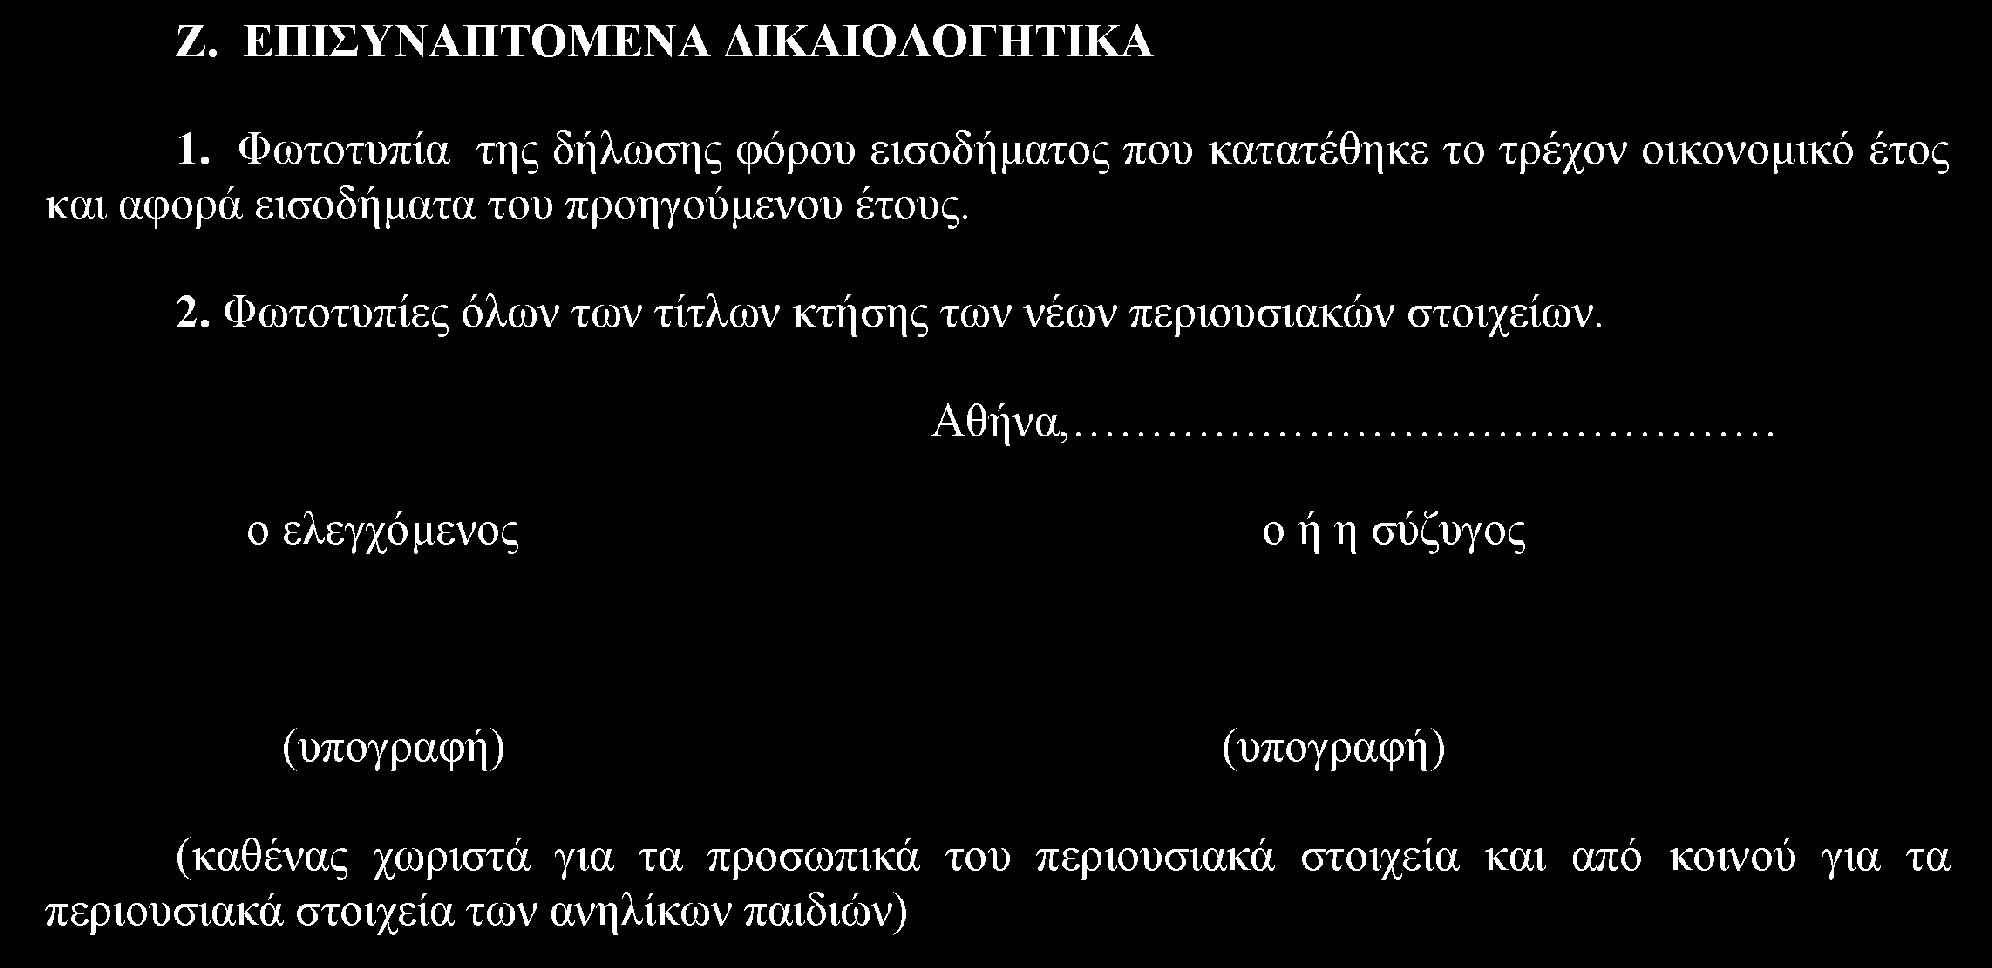 Ζ. ΕΠΙΣΥΝΑΠΤΟΜΕΝΑ ΔΙΚΑΙΟΛΟΓΗΤΙΚΑ
1. Φωτοτυπία της δήλωσης φόρου εισοδήματος που κατατέθηκε το τρέχον οικονομικό έτος
και αφορά εισοδήματα του προηγούμενου έτους.
2. Φωτοτυπίες όλων των τίτλων κτήσης των νέων περιουσιακών στοιχείων.
Αθήνα,.............................................
ο ελεγχόμενος ο ή η σύζυγος
(υπογραφή) (υπογραφή)
(καθένας χωριστά για τα προσωπικά του περιουσιακά στοιχεία και από κοινού για τα
περιουσιακά στοιχεία των ανηλίκων παιδιών)